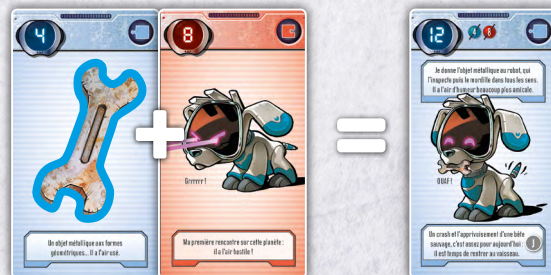 4
Un objet métallique aux formes
géométriques... Il a l'air usé.
+
8
Grrrrrr !
Ma première rencontre sur cette planète :
il a l'air hostile !
=
12
4 8
Je donne l'objet métallique au robot, qui
l'inspecte puis le mordille dans tous les sens.
Il a l'air d'humeur beaucoup plus amicale.
OUAF !
Un crash et l'apprivoisement d'une bête
sauvage, c'est assez pour aujourd'hui :
il est temps de rentrer au vaisseau.